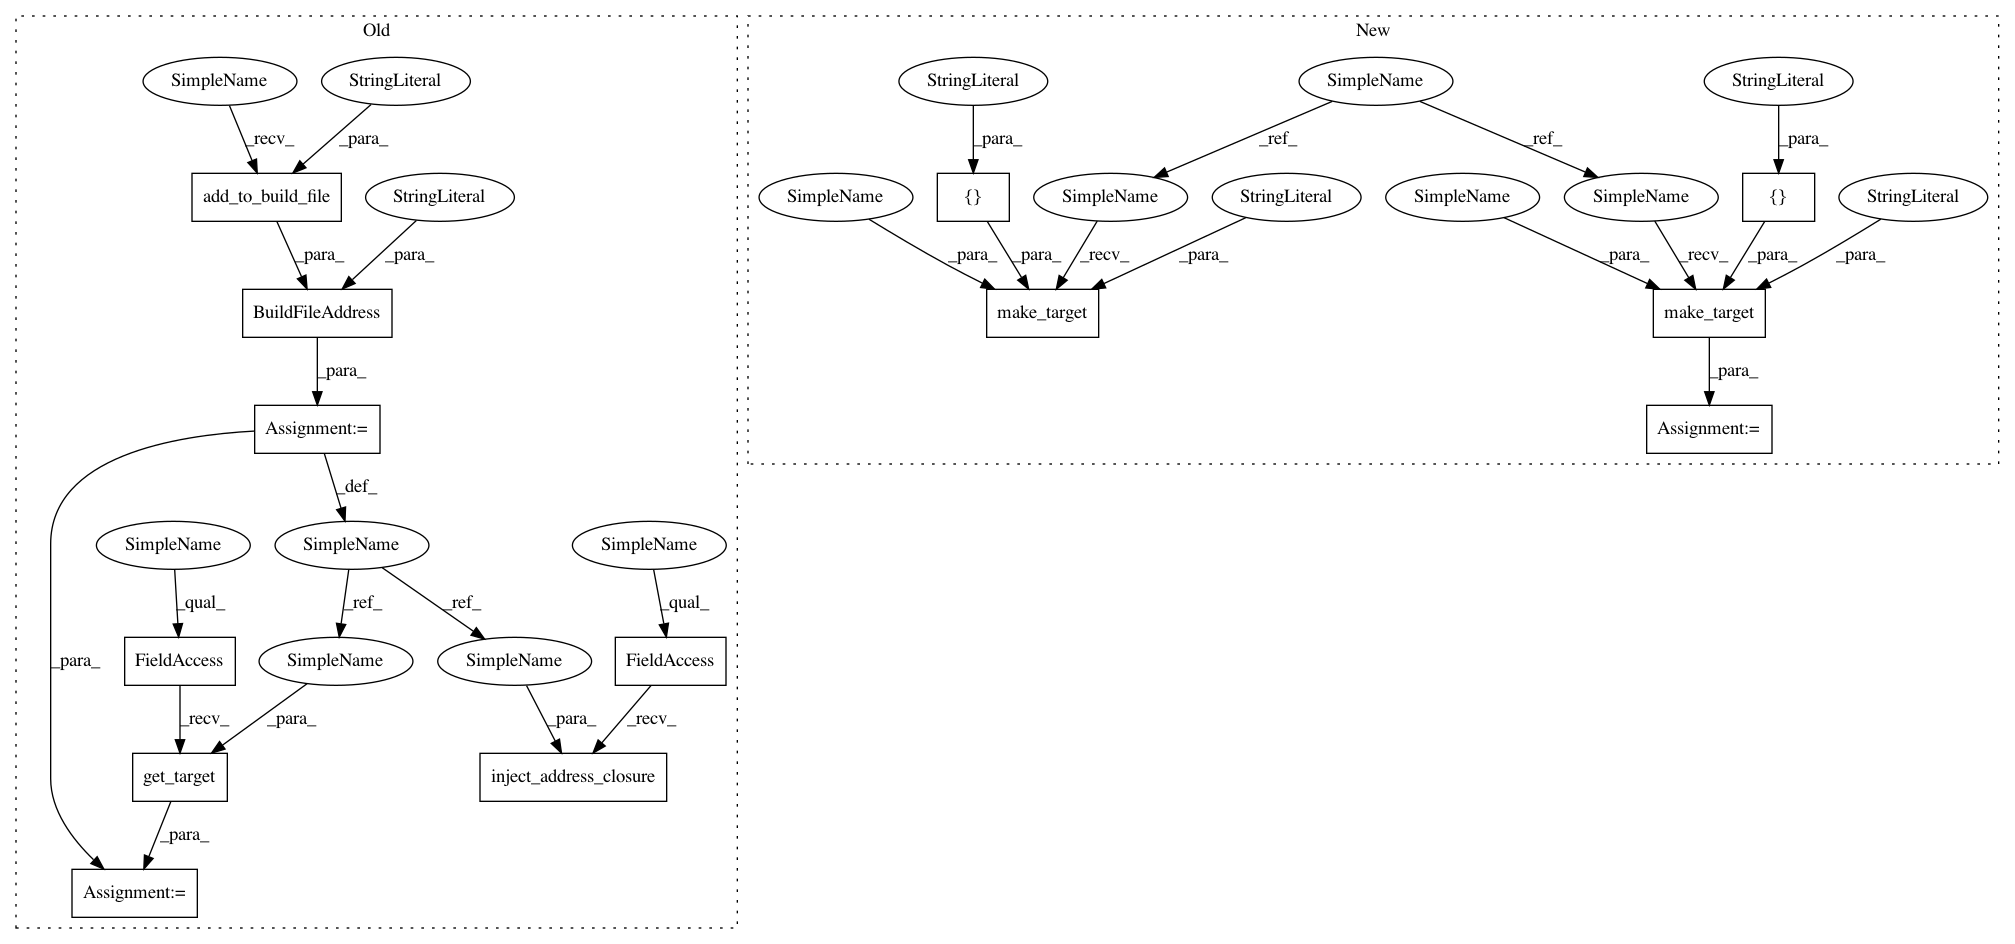 Old
New
SimpleName
StringLiteral
StringLiteral
SimpleName
StringLiteral
_recv_
_para_
_para_
_ref_
_ref_
_para_
add_to_build_file
StringLiteral
SimpleName
{}
SimpleName
StringLiteral
SimpleName
SimpleName
{}
StringLiteral
_para_
_para_
_para_
_para_
_recv_
_para_
_para_
_recv_
_para_
_para_
BuildFileAddress
make_target
make_target
_para_
_para_
Assignment:=
Assignment:=
_def_
SimpleName
SimpleName
SimpleName
_qual_
_ref_
_ref_
_qual_
_para_
FieldAccess
SimpleName
SimpleName
FieldAccess
_recv_
_para_
_para_
_recv_
get_target
inject_address_closure
_para_
Assignment:=